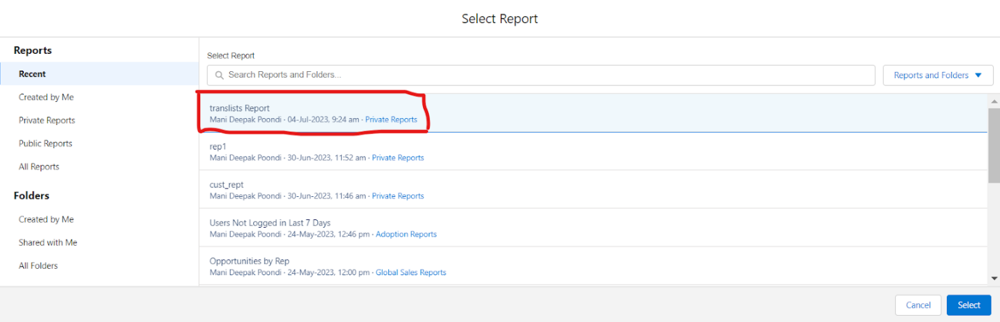 Select Report
Reports
Recent
Created by Me
Private Reports
Public Reports
All Reports
Folders
Created by Me
Shared with Me
All Folders
Select Report
Search Reports and Folders...
Reports and Folders
translists Report
Mani Deepak Poondi · 04-Jul-2023, 9:24 am · Private Reports
rep1
Mani Deepak Poondi · 30-Jun-2023, 11:52 am · Private Reports
cust_rept
Mani Deepak Poondi · 30-Jun-2023, 11:46 am · Private Reports
Users Not Logged in Last 7 Days
Mani Deepak Poondi · 24-May-2023, 12:46 pm · Adoption Reports
Opportunities by Rep
Mani Deepak Poondi · 24-May-2023, 12:00 pm · Global Sales Reports
Cancel
Select